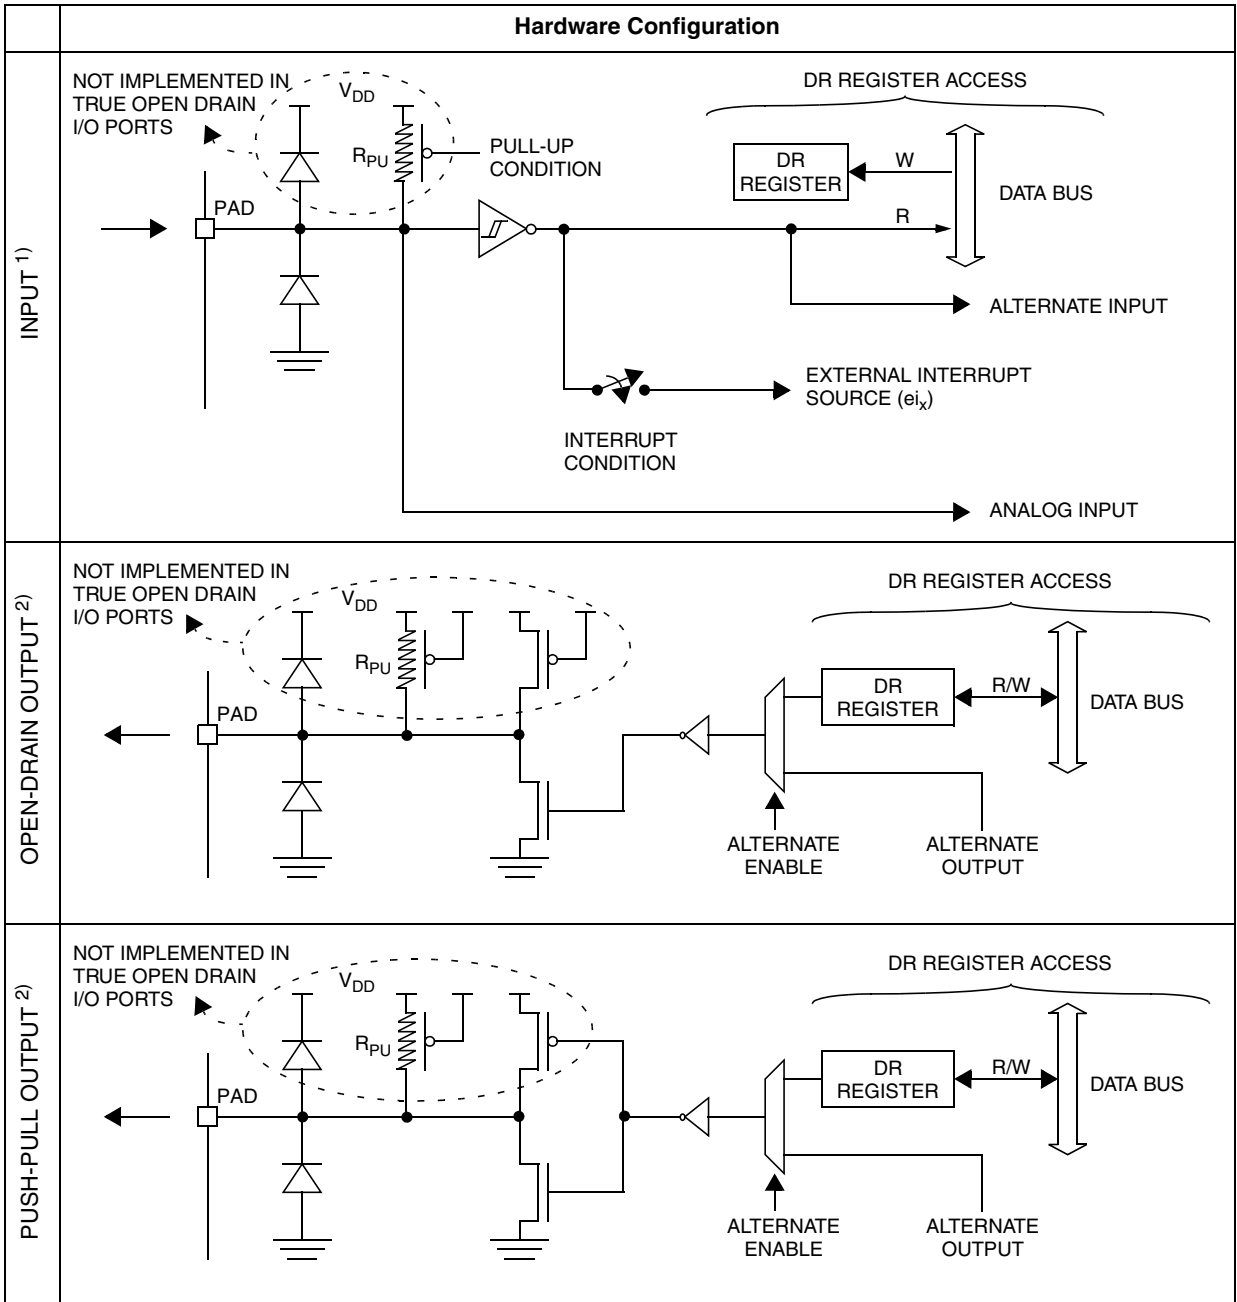 Hardware Configuration
INPUT 1)
NOT IMPLEMENTED IN
TRUE OPEN DRAIN
I/O PORTS
VDD
RPU
PULL-UP
CONDITION
PAD
DR REGISTER ACCESS
DR
REGISTER
W
R
DATA BUS
ALTERNATE INPUT
EXTERNAL INTERRUPT
SOURCE (eix)
INTERRUPT
CONDITION
ANALOG INPUT
OPEN-DRAIN OUTPUT 2)
NOT IMPLEMENTED IN
TRUE OPEN DRAIN
I/O PORTS
VDD
RPU
PAD
DR REGISTER ACCESS
DR
REGISTER
R/W
DATA BUS
ALTERNATE
ENABLE
ALTERNATE
OUTPUT
PUSH-PULL OUTPUT 2)
NOT IMPLEMENTED IN
TRUE OPEN DRAIN
I/O PORTS
VDD
RPU
PAD
DR REGISTER ACCESS
DR
REGISTER
R/W
DATA BUS
ALTERNATE
ENABLE
ALTERNATE
OUTPUT